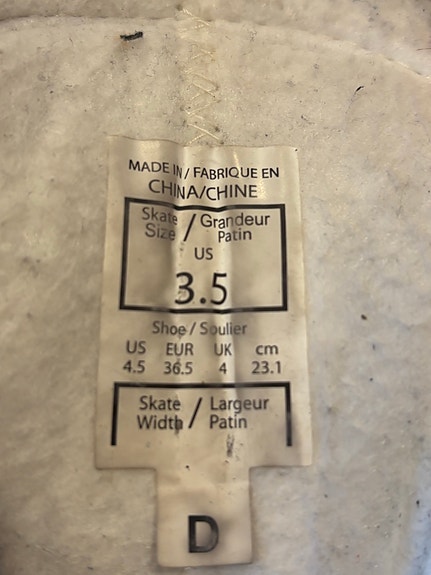 MADE IN / FABRIQUE EN
CHINA/CHINE
Skate / Grandeur
Size Patin
US
3.5
Shoe / Soulier
US EUR UK cm
4.5 36.5 4 23.1
Skate / Largeur
Width Patin
D